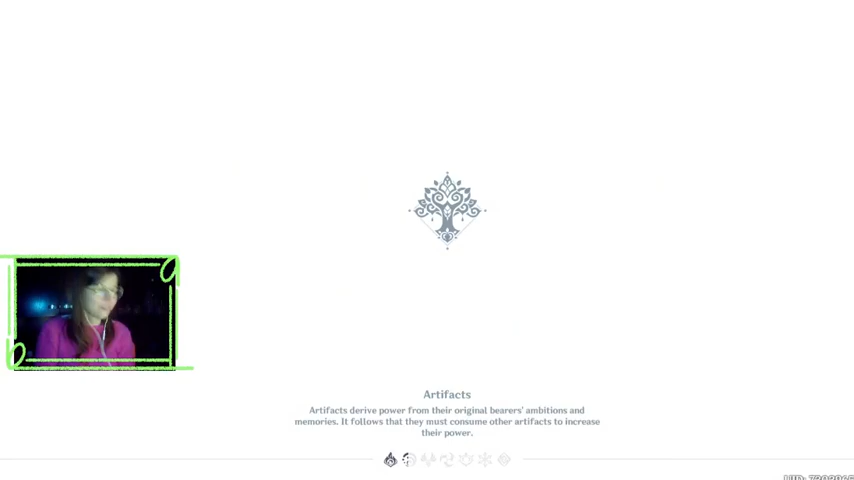 Artifacts
Artifacts derive power from their original bearers' ambitions and
memories. It follows that they must consume other artifacts to increase
their power.